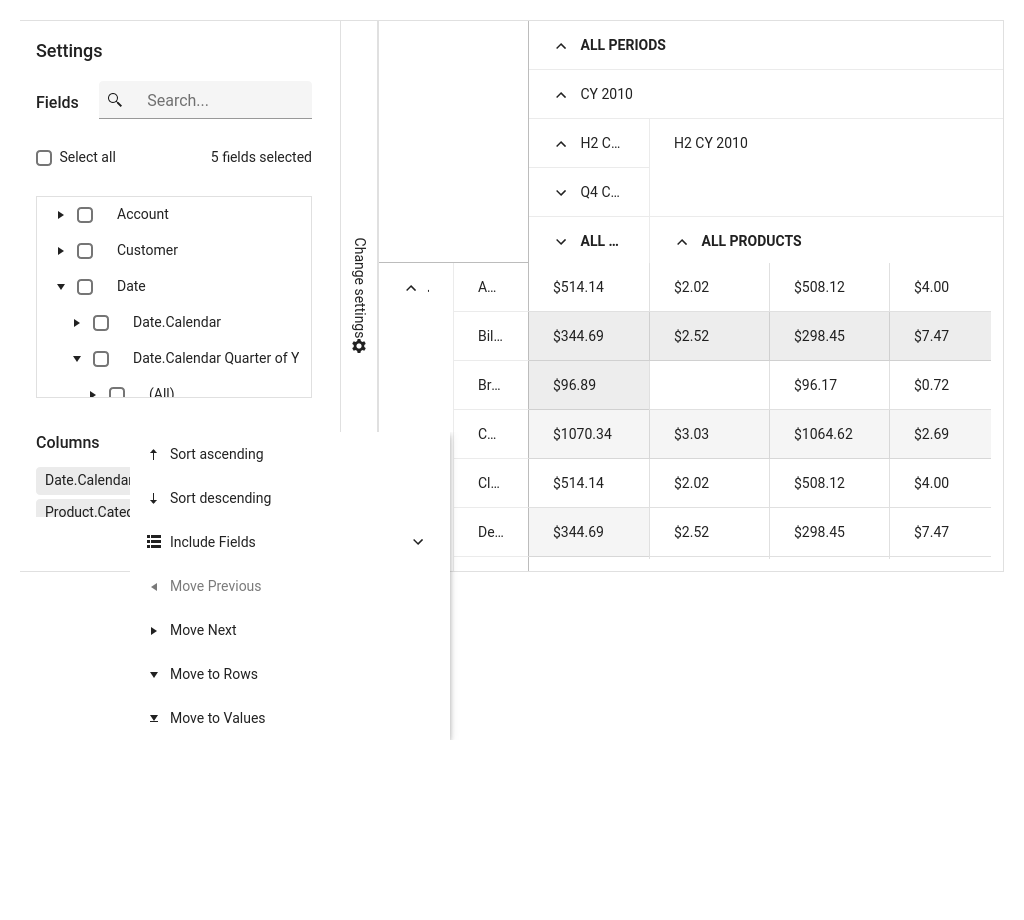 Settings
Fields
Search...
Select all
5 fields selected
Account
Customer
Date
Date.Calendar
Date.Calendar Quarter of Y
(All)
Columns
Date.Calendar
Product.Categ
Sort ascending
Sort descending
Include Fields
Move Previous
Move Next
Move to Rows
Move to Values
Change settings
ALL PERIODS
CY 2010
H2 C...
H2 CY 2010
Q4 C...
ALL ...
ALL PRODUCTS
. A... $514.14 $2.02 $508.12 $4.00
Bil... $344.69 $2.52 $298.45 $7.47
Br... $96.89 $96.17 $0.72
C... $1070.34 $3.03 $1064.62 $2.69
Cl... $514.14 $2.02 $508.12 $4.00
De... $344.69 $2.52 $298.45 $7.47